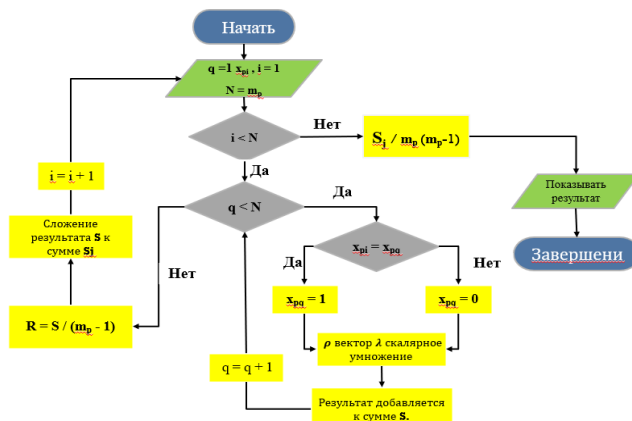 Начать
q =1 x_pi , i = 1
N = m_p
i < N
Нет
S_j / m_p (m_p-1)
Да
Показывать
результат
Завершени
i = i + 1
q < N
Да
Сложение
результата S к
сумме Sj
x_pi = x_pq
Нет
Да
Нет
R = S / (m_p - 1)
x_pq = 1
x_pq = 0
ρ вектор λ скалярное
умножение
q = q + 1
Результат добавляется
к сумме S.